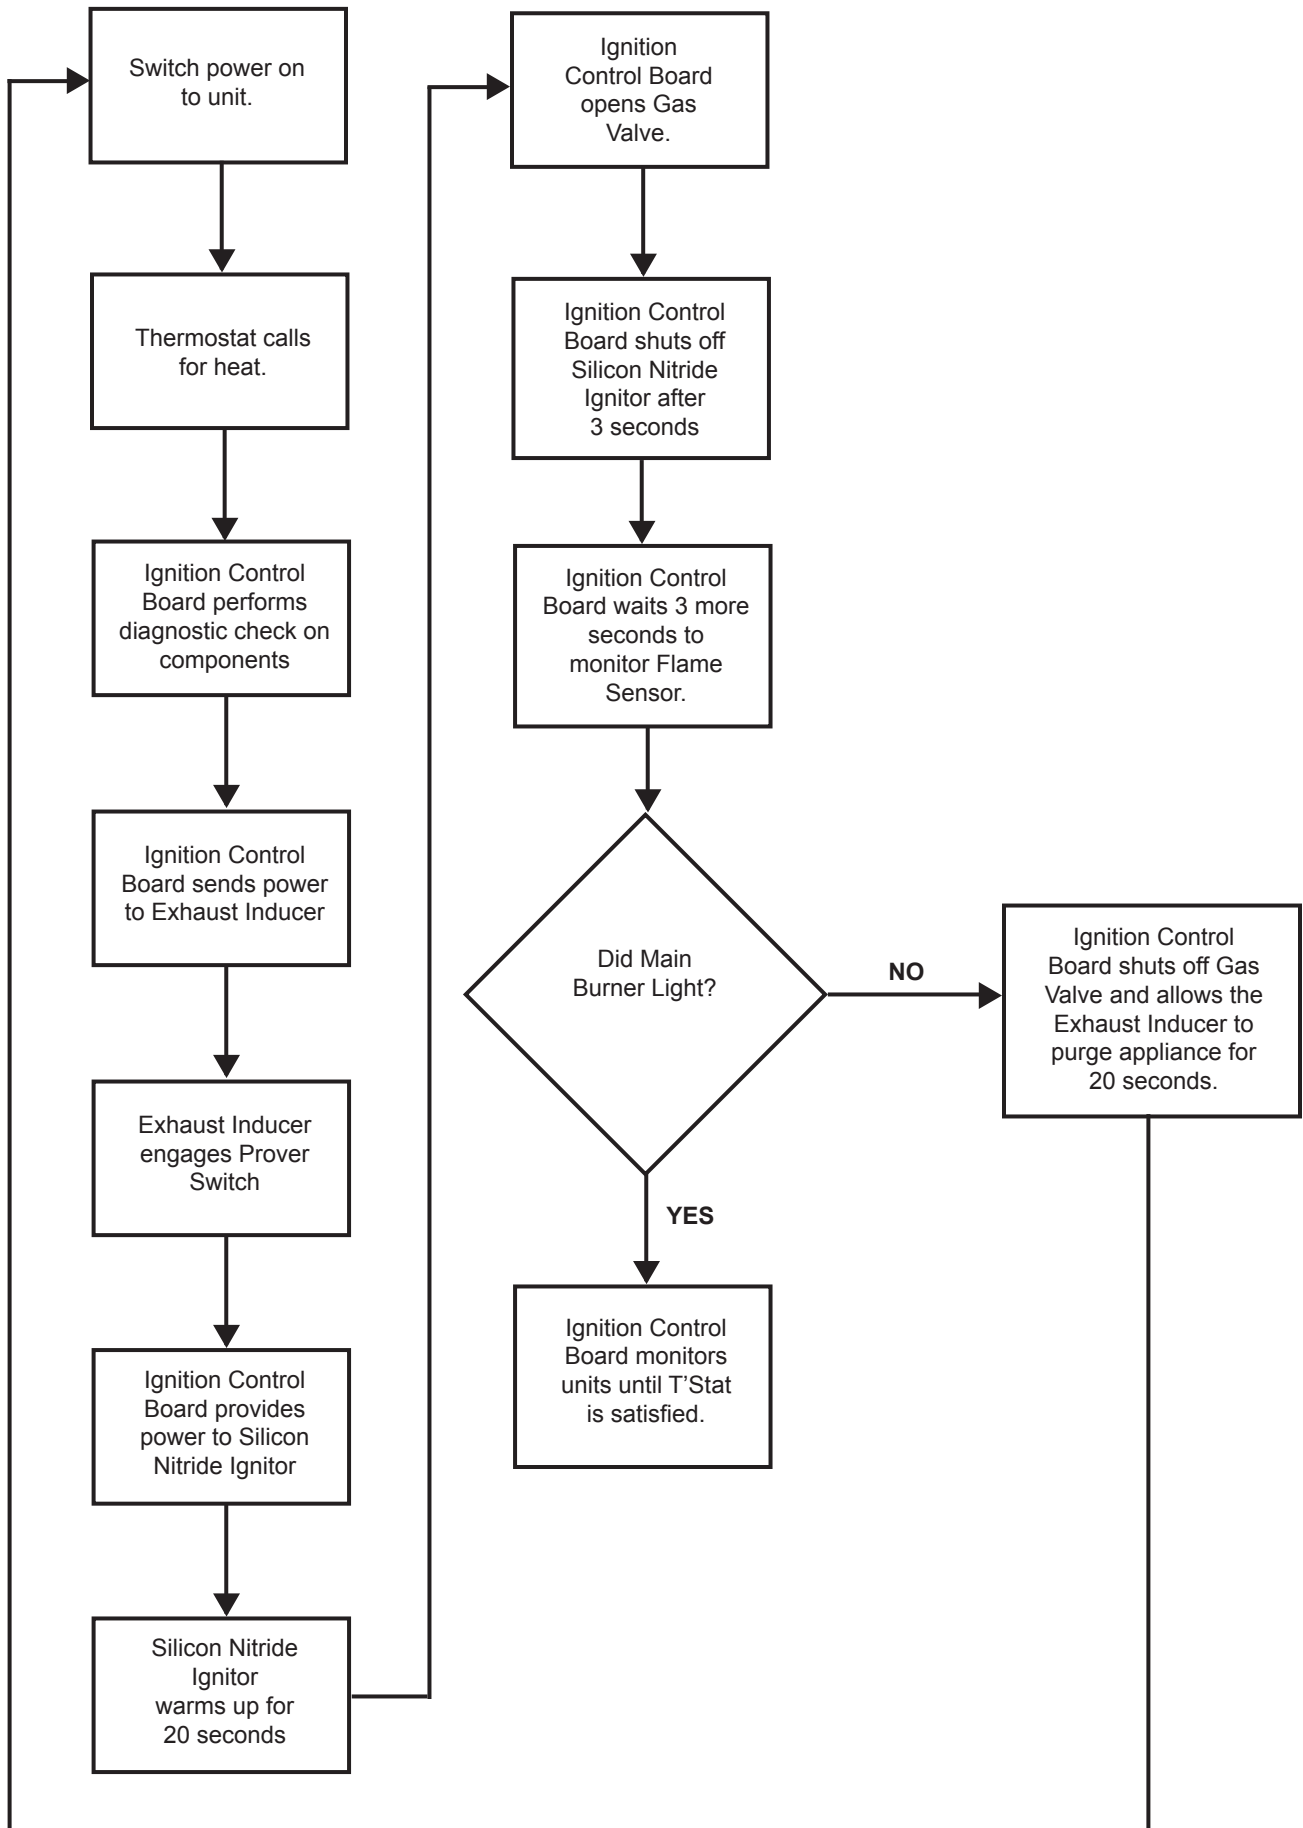 Switch power on
to unit.
Thermostat calls
for heat.
Ignition Control
Board performs
diagnostic check on
components
Ignition Control
Board sends power
to Exhaust Inducer
Exhaust Inducer
engages Prover
Switch
Ignition Control
Board provides
power to Silicon
Nitride Ignitor
Silicon Nitride
Ignitor
warms up for
20 seconds
Ignition
Control Board
opens Gas
Valve.
Ignition Control
Board shuts off
Silicon Nitride
Ignitor after
3 seconds
Ignition Control
Board waits 3 more
seconds to
monitor Flame
Sensor.
Did Main
Burner Light?
NO
Ignition Control
Board shuts off Gas
Valve and allows the
Exhaust Inducer to
purge appliance for
20 seconds.
YES
Ignition Control
Board monitors
units until T’Stat
is satisfied.